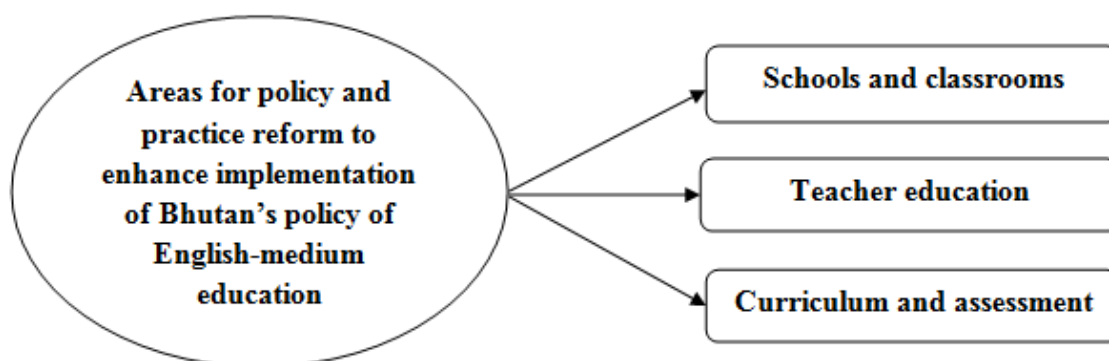 Areas for policy and
practice reform to
enhance implementation
of Bhutan’s policy of
English-medium
education
Schools and classrooms
Teacher education
Curriculum and assessment